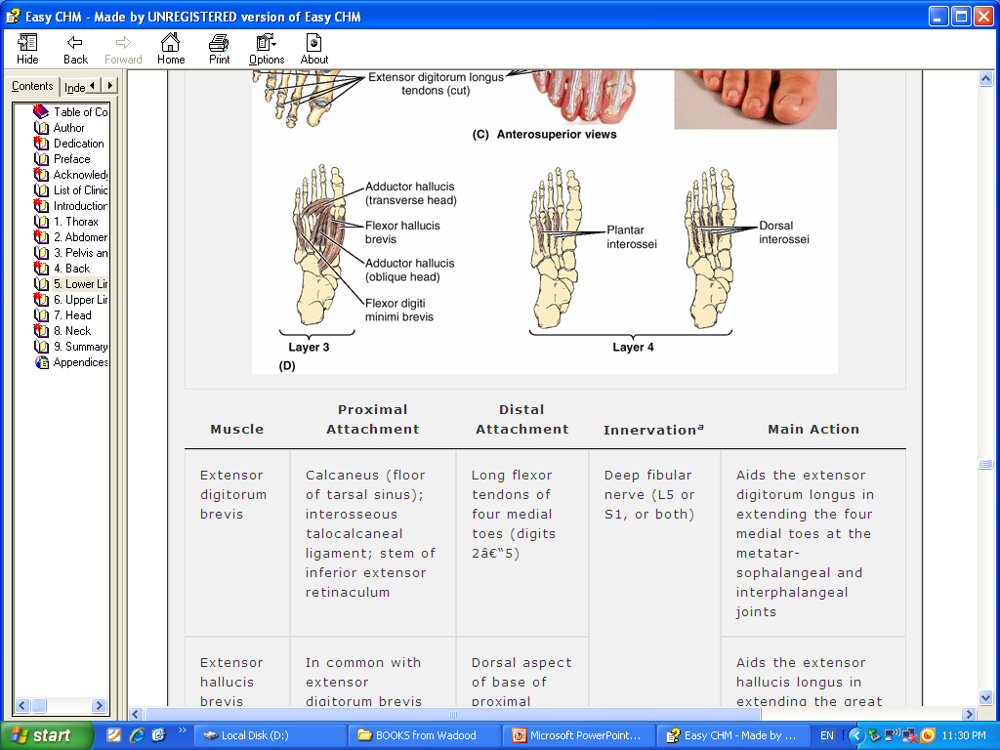 Easy CHM - Made by UNREGISTERED version of Easy CHM
Hide Back Forward Home Print Options About
Contents Inde
Table of Co
Author
Dedication
Preface
Acknowled
List of Clinic
Introduction
1. Thorax
2. Abdomer
3. Pelvis an
4. Back
5. Lower Lir
6. Upper Lir
7. Head
8. Neck
9. Summary
Appendices
Extensor digitorum longus
tendons (cut)
(C) Anterosuperior views
Adductor hallucis
(transverse head)
Flexor hallucis
brevis
Adductor hallucis
(oblique head)
Flexor digiti
minimi brevis
Layer 3
(D)
Plantar
interossei
Dorsal
interossei
Layer 4
Muscle
Proximal
Attachment
Distal
Attachment
Innervationa
Main Action
Extensor
digitorum
brevis
Calcaneus (floor
of tarsal sinus);
interosseous
talocalcaneal
ligament; stem of
inferior extensor
retinaculum
Long flexor
tendons of
four medial
toes (digits
2â€“5)
Deep fibular
nerve (L5 or
S1, or both)
Aids the extensor
digitorum longus in
extending the four
medial toes at the
metatar-
sophalangeal and
interphalangeal
joints
Extensor
hallucis
brevis
In common with
extensor
digitorum brevis
Dorsal aspect
of base of
proximal
Aids the extensor
hallucis longus in
extending the great
start
Local Disk (D:)
BOOKS from Wadood
Microsoft PowerPoint...
Easy CHM - Made by ...
EN
11:30 PM